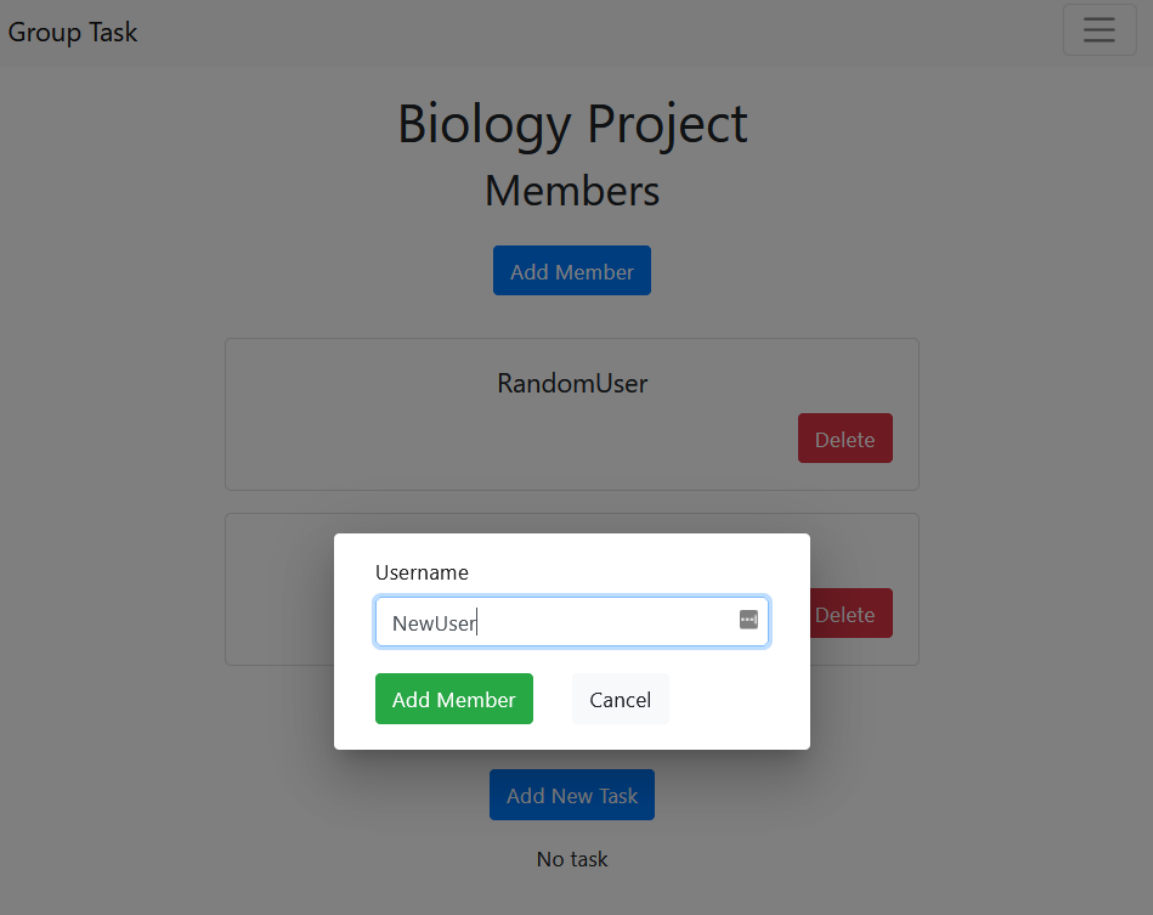 Group Task
Biology Project
Members
Add Member
RandomUser
Delete
Delete
Username
NewUser
Add Member
Cancel
Add New Task
No task